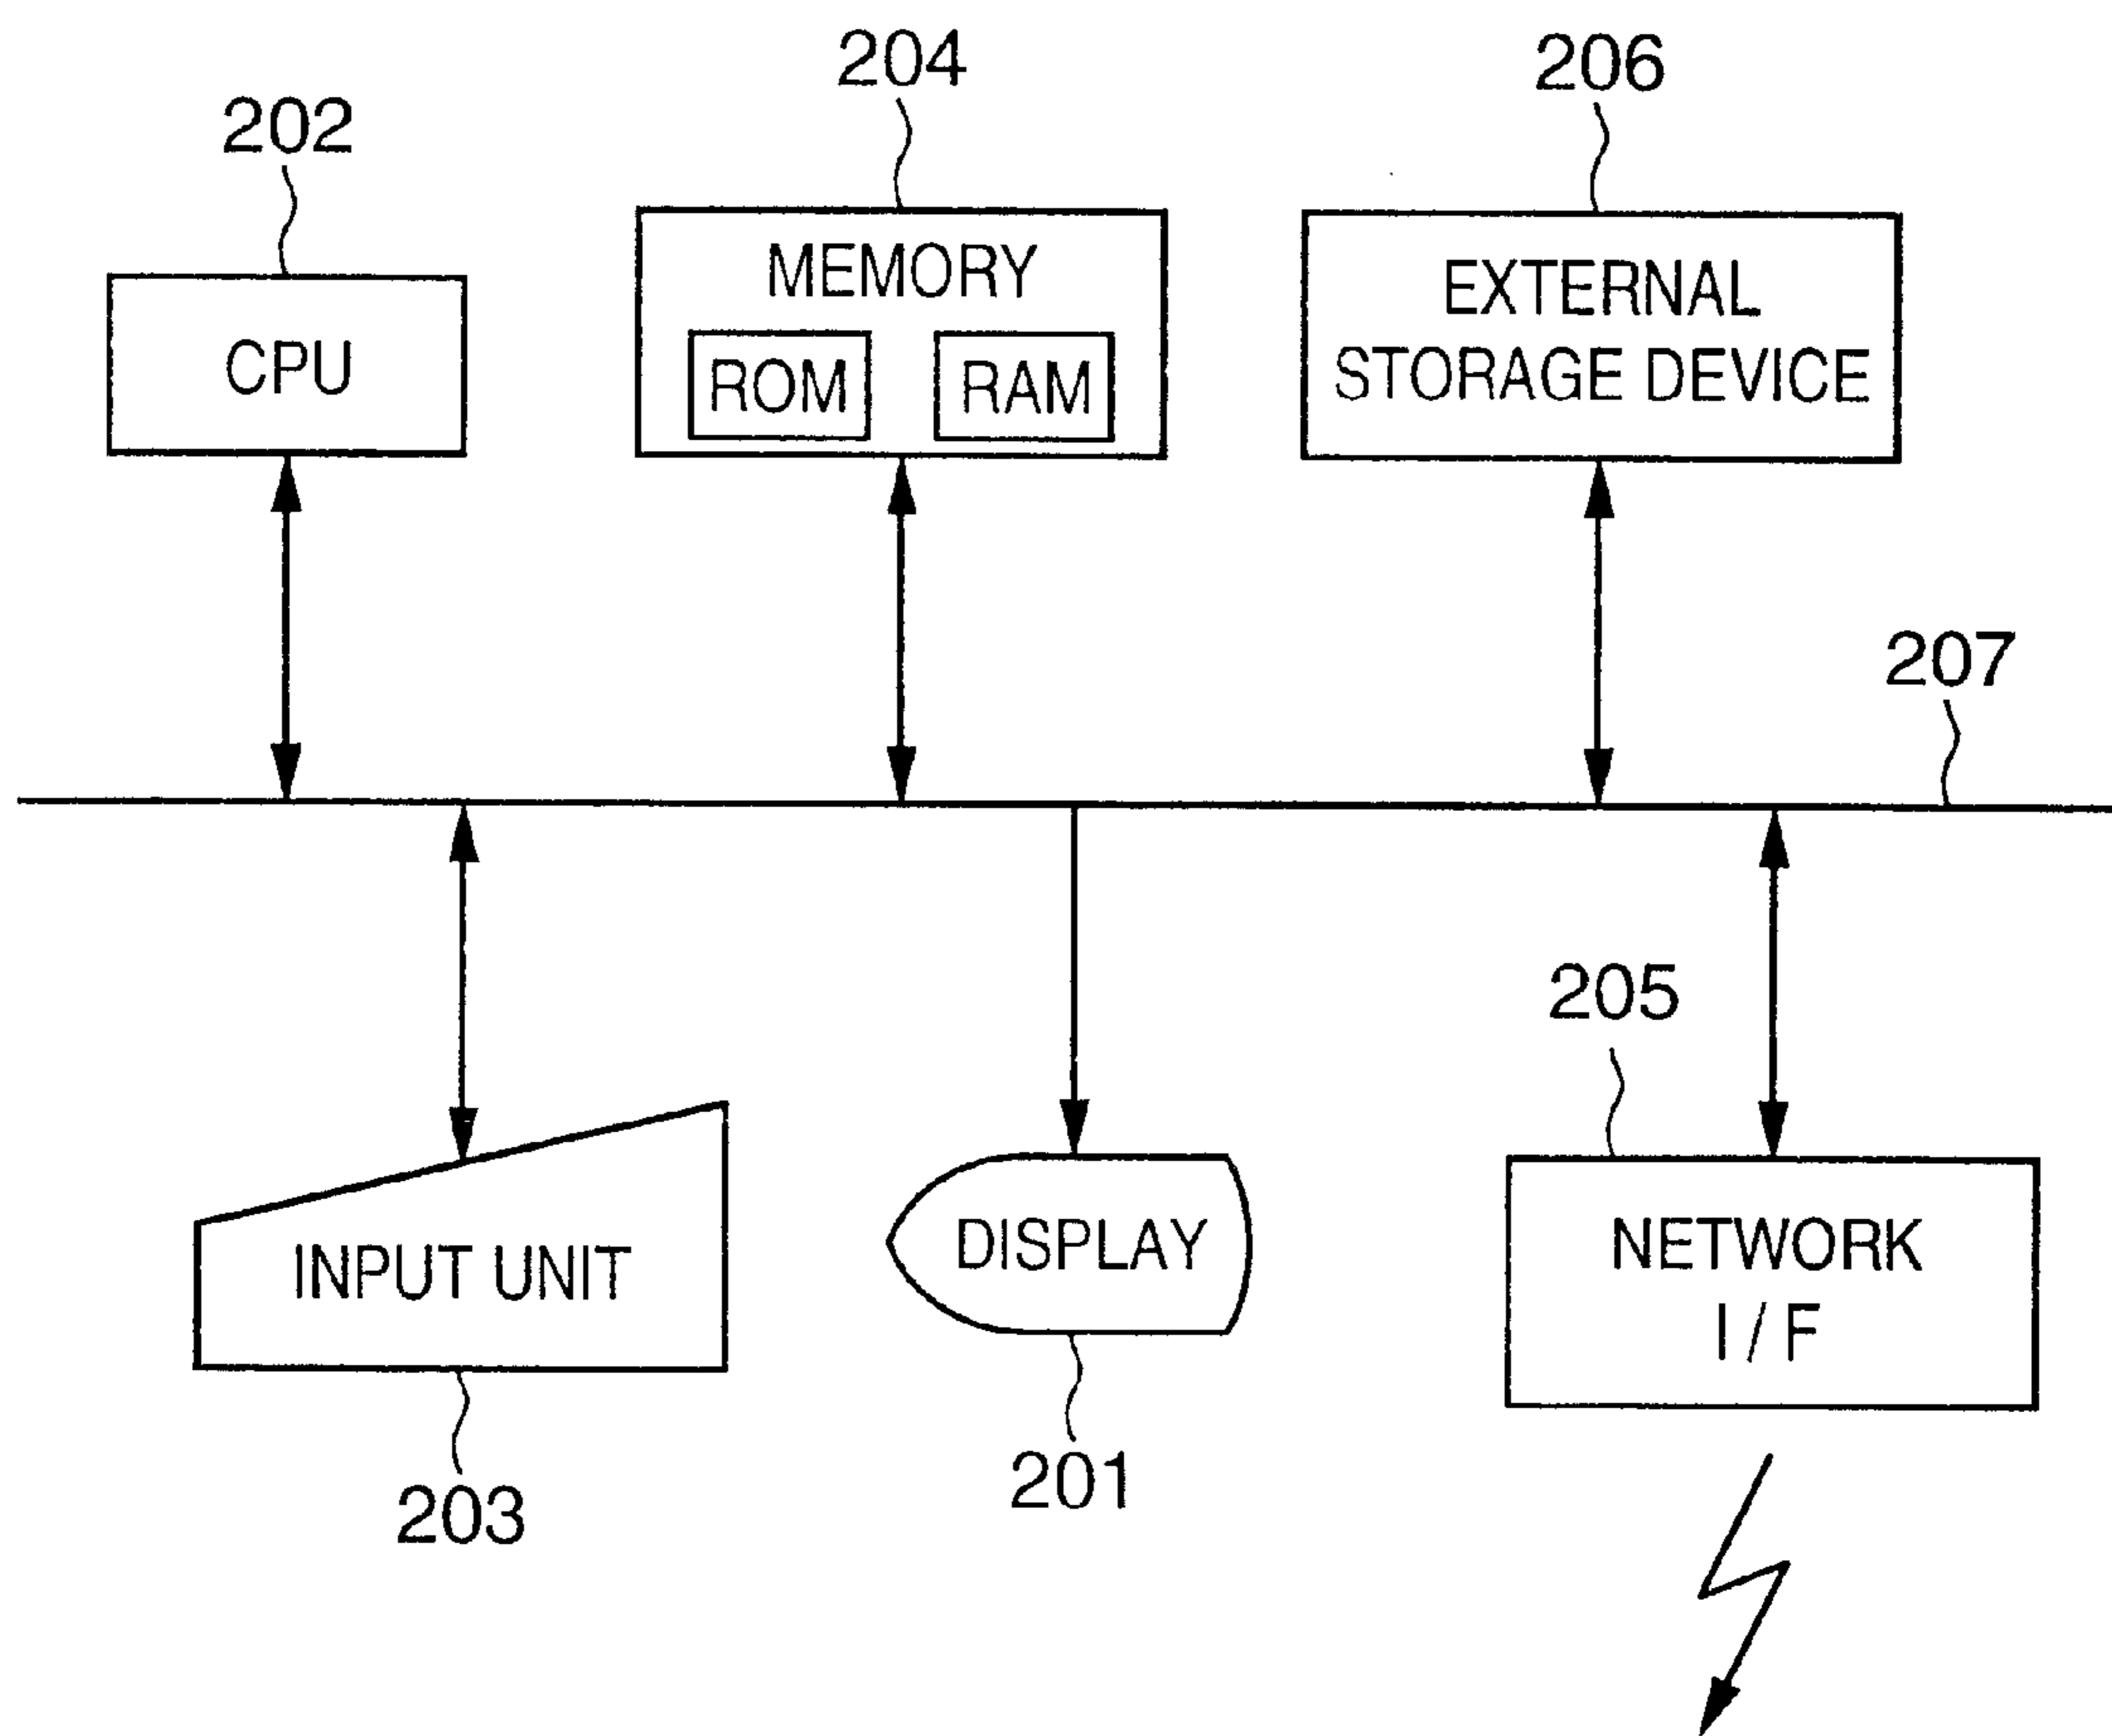 204
206
202
MEMORY
EXTERNAL
CPU
ROM
RAM
STORAGE DEVICE
207
205
NETWORK
DISPLAY
INPUT UNIT
I / F
201
203